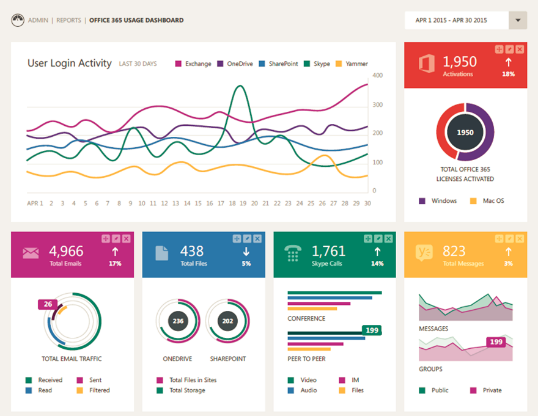 ADMIN | REPORTS | OFFICE 365 USAGE DASHBOARD
APR 1 2015 - APR 30 2015
User Login Activity LAST 30 DAYS
Exchange OneDrive SharePoint Skype Yammer
400
300
200
100
0
APR 1 2 3 4 5 6 7 8 9 10 11 12 13 14 15 16 17 18 19 20 21 22 23 24 25 26 27 28 29 30
1,950
Activations
18%
1950
TOTAL OFFICE 365
LICENSES ACTIVATED
Windows Mac OS
4,966
Total Emails
17%
26
TOTAL EMAIL TRAFFIC
Received Sent
Read Filtered
438
Total Files
5%
236 202
ONEDRIVE SHAREPOINT
Total Files in Sites
Total Storage
1,761
Skype Calls
14%
CONFERENCE
199
PEER TO PEER
Video IM
Audio Files
823
Total Messages
3%
MESSAGES
199
GROUPS
Public Private